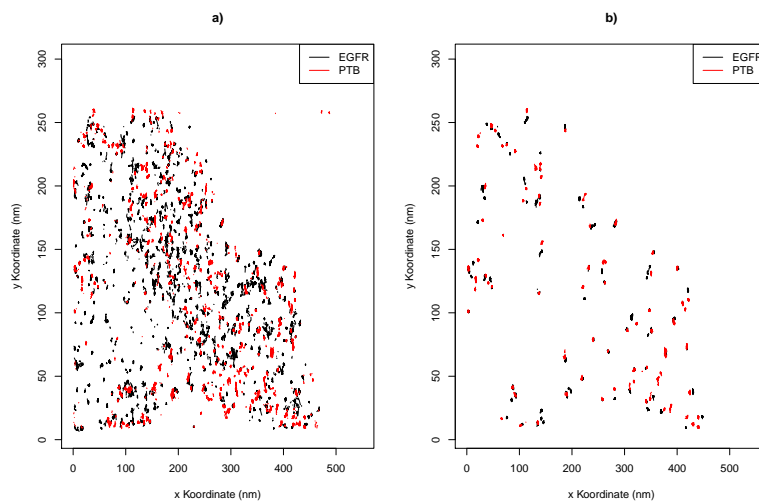 a)
EGFR
PTB
y Koordinate (nm)
300
250
200
150
100
50
0
0 100 200 300 400 500
x Koordinate (nm)
b)
EGFR
PTB
y Koordinate (nm)
300
250
200
150
100
50
0
0 100 200 300 400 500
x Koordinate (nm)